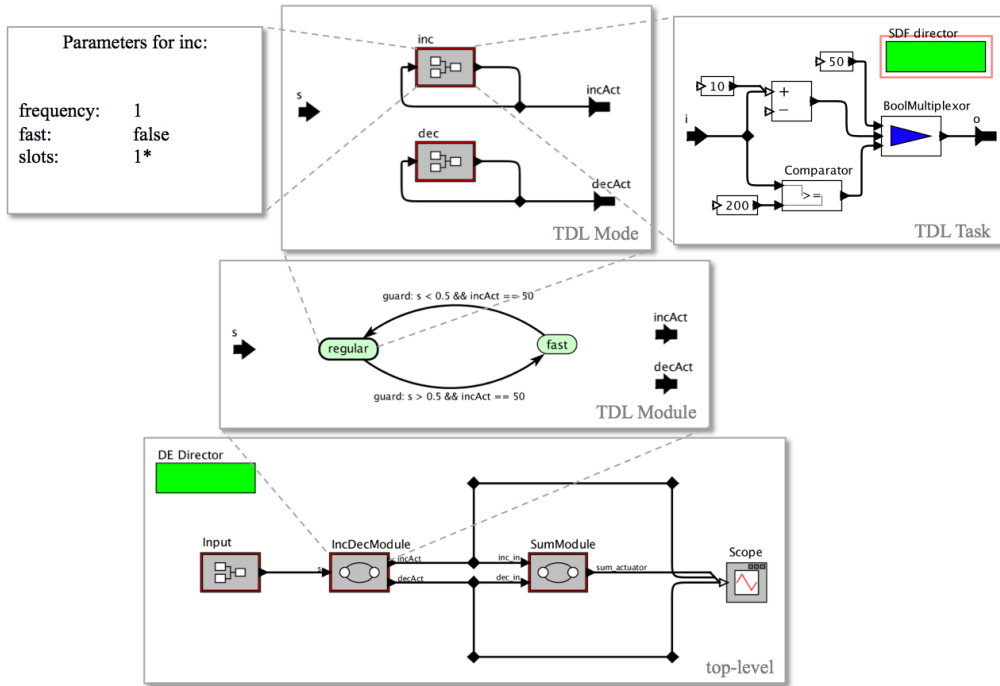 Parameters for inc:
frequency: 1
fast: false
slots: 1*
inc
s
incAct
dec
decAct
TDL Mode
SDF director
50
10
+
−
BoolMultiplexor
i
o
Comparator
>=
200
TDL Task
guard: s < 0.5 && incAct == 50
s
regular
fast
incAct
decAct
guard: s > 0.5 && incAct == 50
TDL Module
DE Director
Input
IncDecModule
SumModule
Scope
s
incAct
decAct
inc_in
dec_in
sum_actuator
top-level